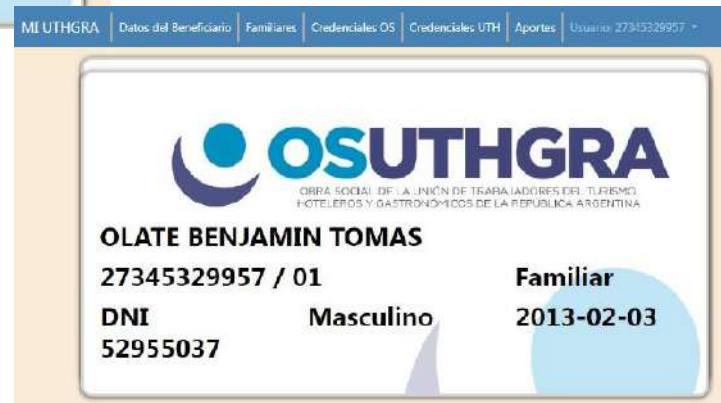 MI UTHGRA Datos del Beneficiario Familiares Credenciales OS Credenciales UTH Aportes Usuario: 27345329957
OSUTHGRA
OBRA SOCIAL DE LA UNIÓN DE TRABAJADORES DEL TURISMO
HOTELEROS Y GASTRONÓMICOS DE LA REPÚBLICA ARGENTINA
OLATE BENJAMIN TOMAS
27345329957 / 01 Familiar
DNI Masculino 2013-02-03
52955037